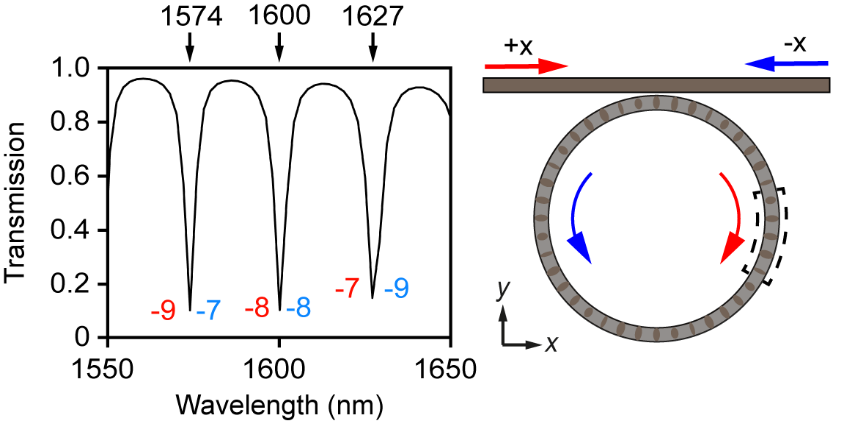 1574 1600 1627
1.0
0.8
0.6
0.4
0.2
0
Transmission
-9 -7 -8 -8 -7 -9
1550 1600 1650
Wavelength (nm)
+x -x
y
x